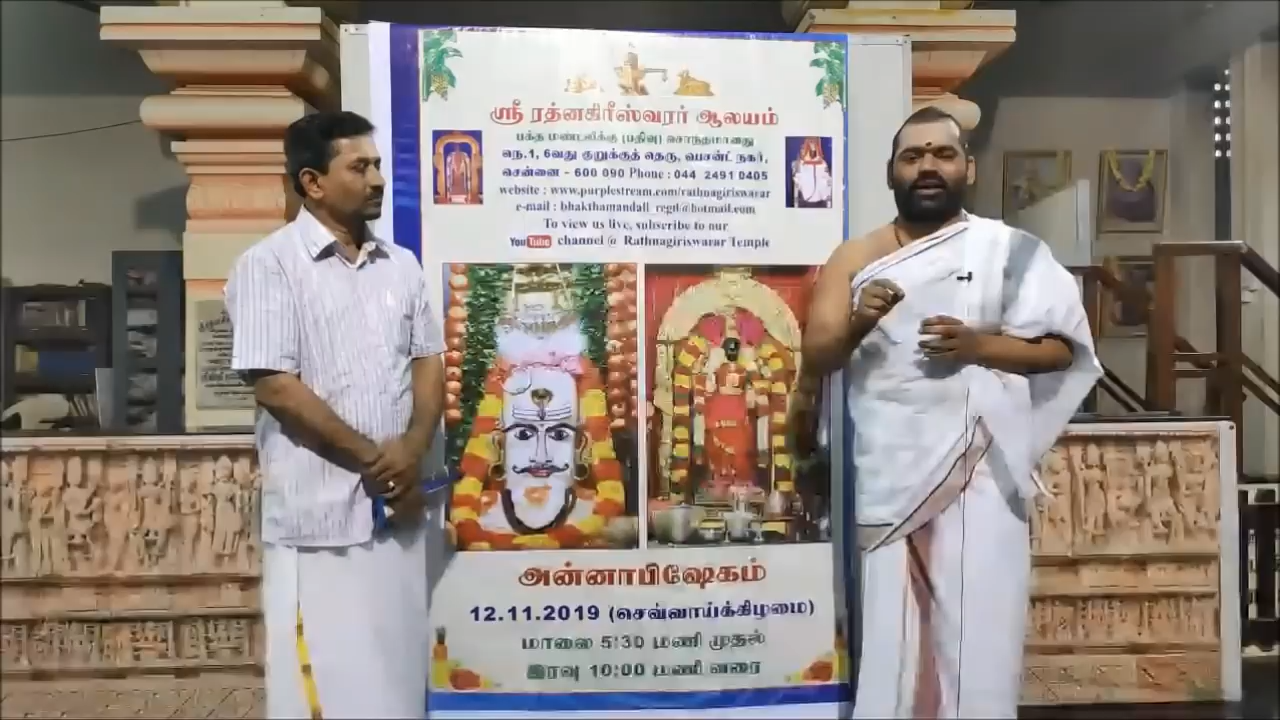 ஸ்ரீ ரத்னகிரீஸ்வரர் ஆலயம்
பக்த மண்டலிக்கு (பதிவு) சொந்தமானது
நெ.1, 6வது குறுக்குத் தெரு, பெசன்ட் நகர்,
சென்னை - 600 090 Phone : 044 2491 0405
website : www.purplestream.com/rathnagiriswarar
e-mail : bhakthamandali_regd@hotmail.com
To view us live, subscribe to our
YouTube channel @ Rathnagiriswarar Temple
அன்னாபிஷேகம்
12.11.2019 (செவ்வாய்க்கிழமை)
மாலை 5:30 மணி முதல்
இரவு 10:00 மணி வரை